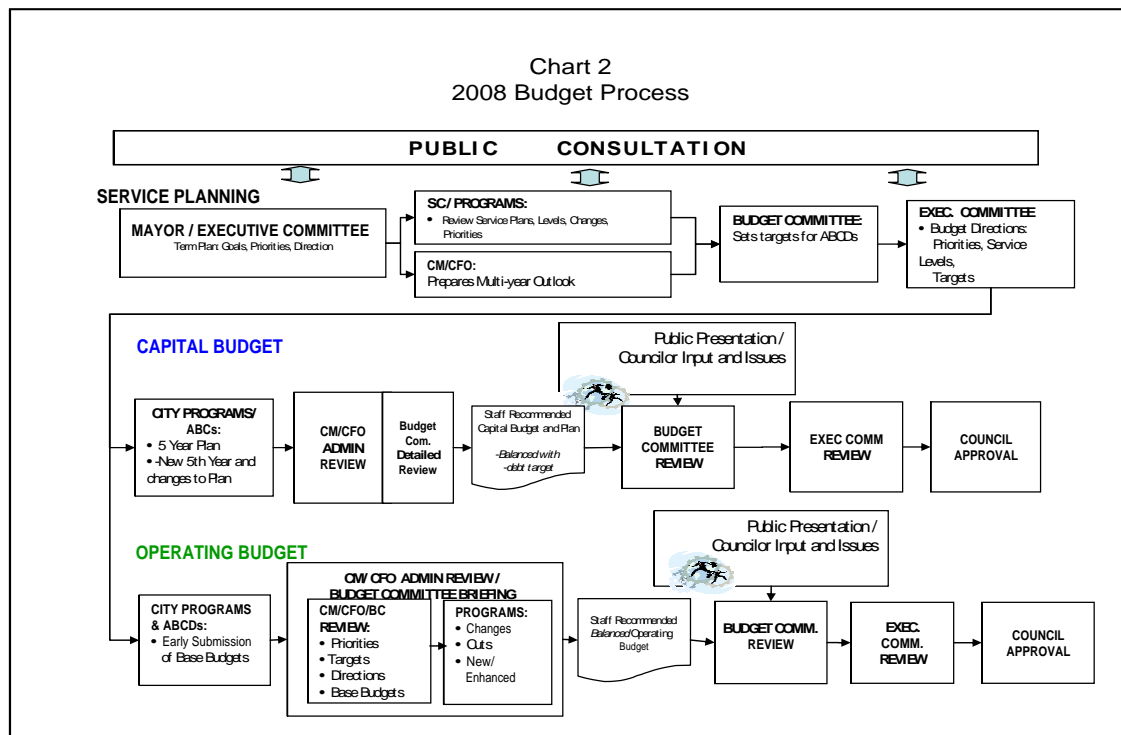 Chart 2
2008 Budget Process
PUBLIC CONSULTATION
SERVICE PLANNING
MAYOR / EXECUTIVE COMMITTEE
Term Plan: Goals, Priorities, Direction
SC/ PROGRAMS:
• Review Service Plans, Levels, Changes,
Priorities
CM/CFO:
Prepares Multi-year Outlook
BUDGET COMMITTEE:
Sets targets for ABCDs
EXEC. COMMITTEE
• Budget Directions:
Priorities, Service
Levels,
Targets
CAPITAL BUDGET
Public Presentation /
Councilor Input and Issues
CITY PROGRAMS/
ABCs:
• 5 Year Plan
• -New 5th Year and
changes to Plan
CM/CFO
ADMIN
REVIEW
Budget
Com.
Detailed
Review
Staff Recommended
Capital Budget and Plan
-Balanced with
-debt target
BUDGET
COMMITTEE
REVIEW
EXEC COMM
REVIEW
COUNCIL
APPROVAL
OPERATING BUDGET
Public Presentation /
Councilor Input and Issues
CITY PROGRAMS
& ABCDs:
• Early Submission
of Base Budgets
CM/ CFO ADMIN REVIEW /
BUDGET COMMITTEE BRIEFING
CM/CFO/BC
REVIEW:
• Priorities
• Targets
• Directions
• Base Budgets
PROGRAMS:
• Changes
• Cuts
• New/
Enhanced
Staff Recommended
Balanced Operating
Budget
BUDGET COMM.
REVIEW
EXEC.
COMM.
REVIEW
COUNCIL
APPROVAL